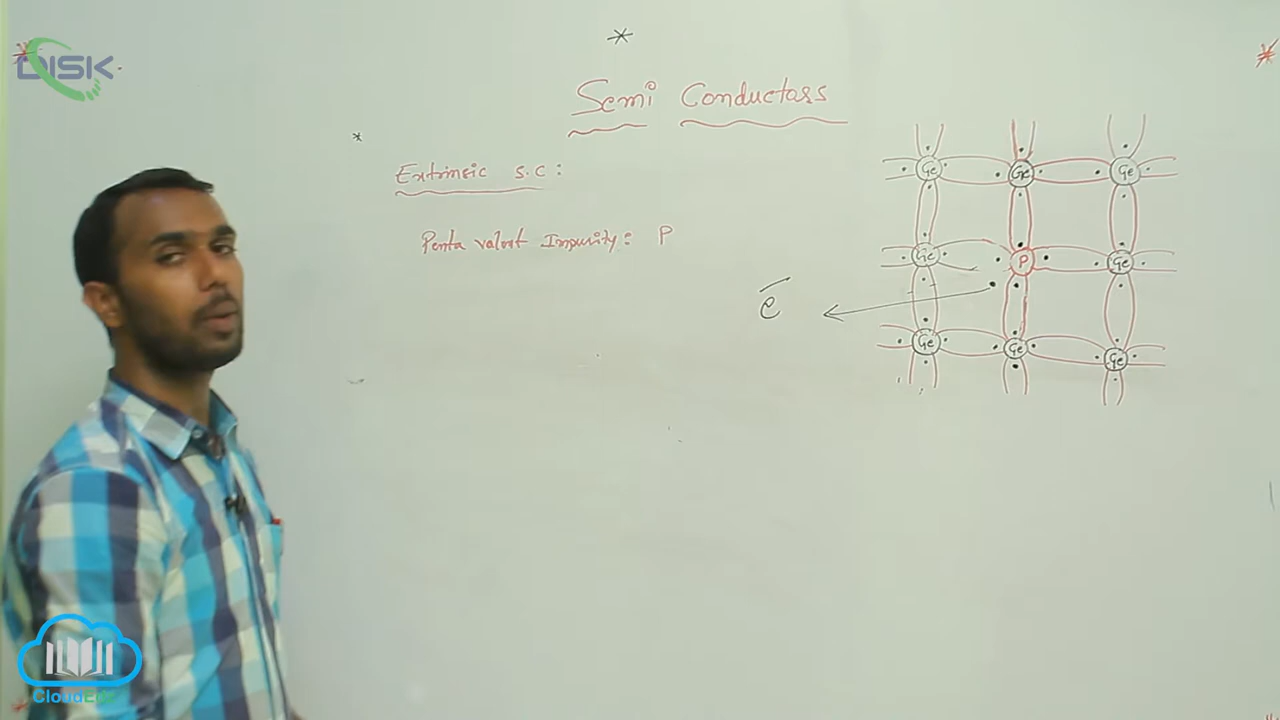 DISK
Semi Conductors
Extrinsic S.C :
Penta valent Impurity : P
Ge Ge Ge
Ge P Ge
e
Ge Ge Ge
CloudEdu